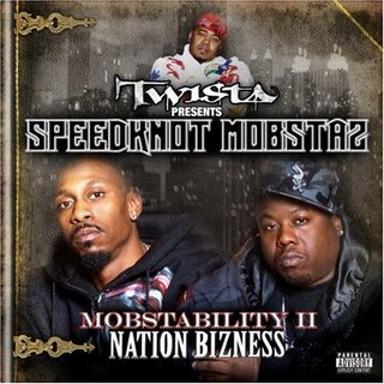 TWISTA
PRESENTS
SPEEDKNOT MOBSTAZ
MOBSTABILITY II
NATION BIZNESS
PARENTAL
ADVISORY
EXPLICIT CONTENT